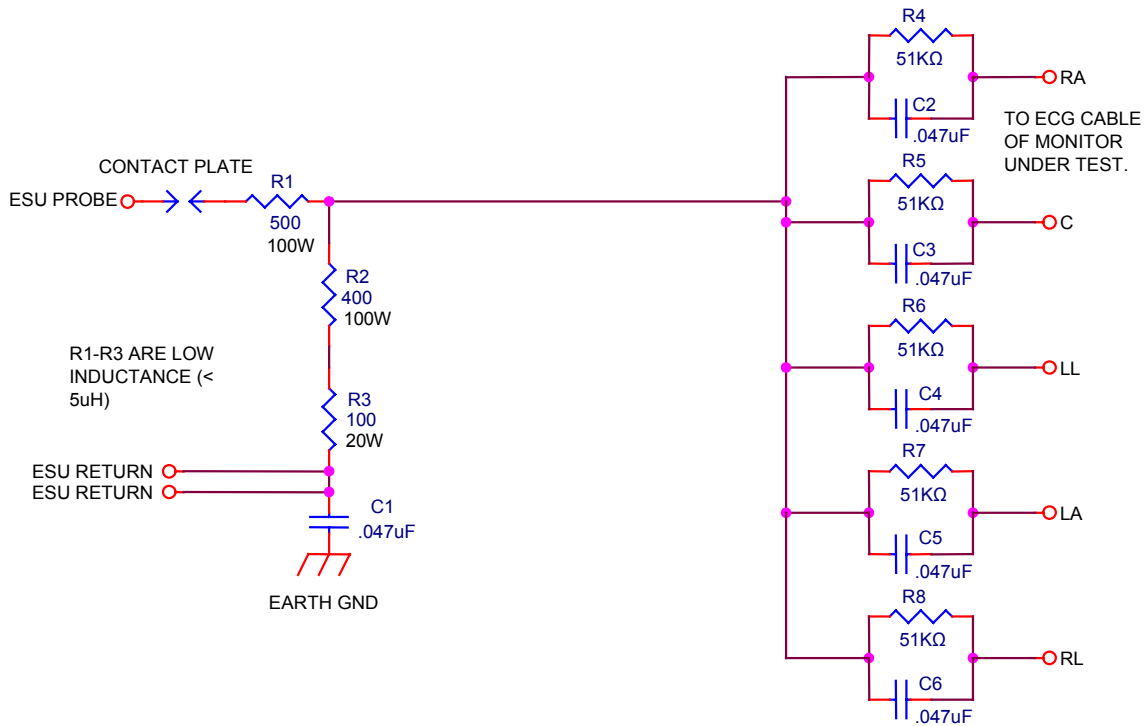 R4
51KΩ
C2
.047uF
RA
TO ECG CABLE
OF MONITOR
UNDER TEST.
CONTACT PLATE
ESU PROBE
R1
500
100W
R5
51KΩ
C3
.047uF
C
R2
400
100W
R1-R3 ARE LOW
INDUCTANCE (<
5uH)
R6
51KΩ
C4
.047uF
LL
R3
100
20W
ESU RETURN
ESU RETURN
C1
.047uF
EARTH GND
R7
51KΩ
C5
.047uF
LA
R8
51KΩ
C6
.047uF
RL